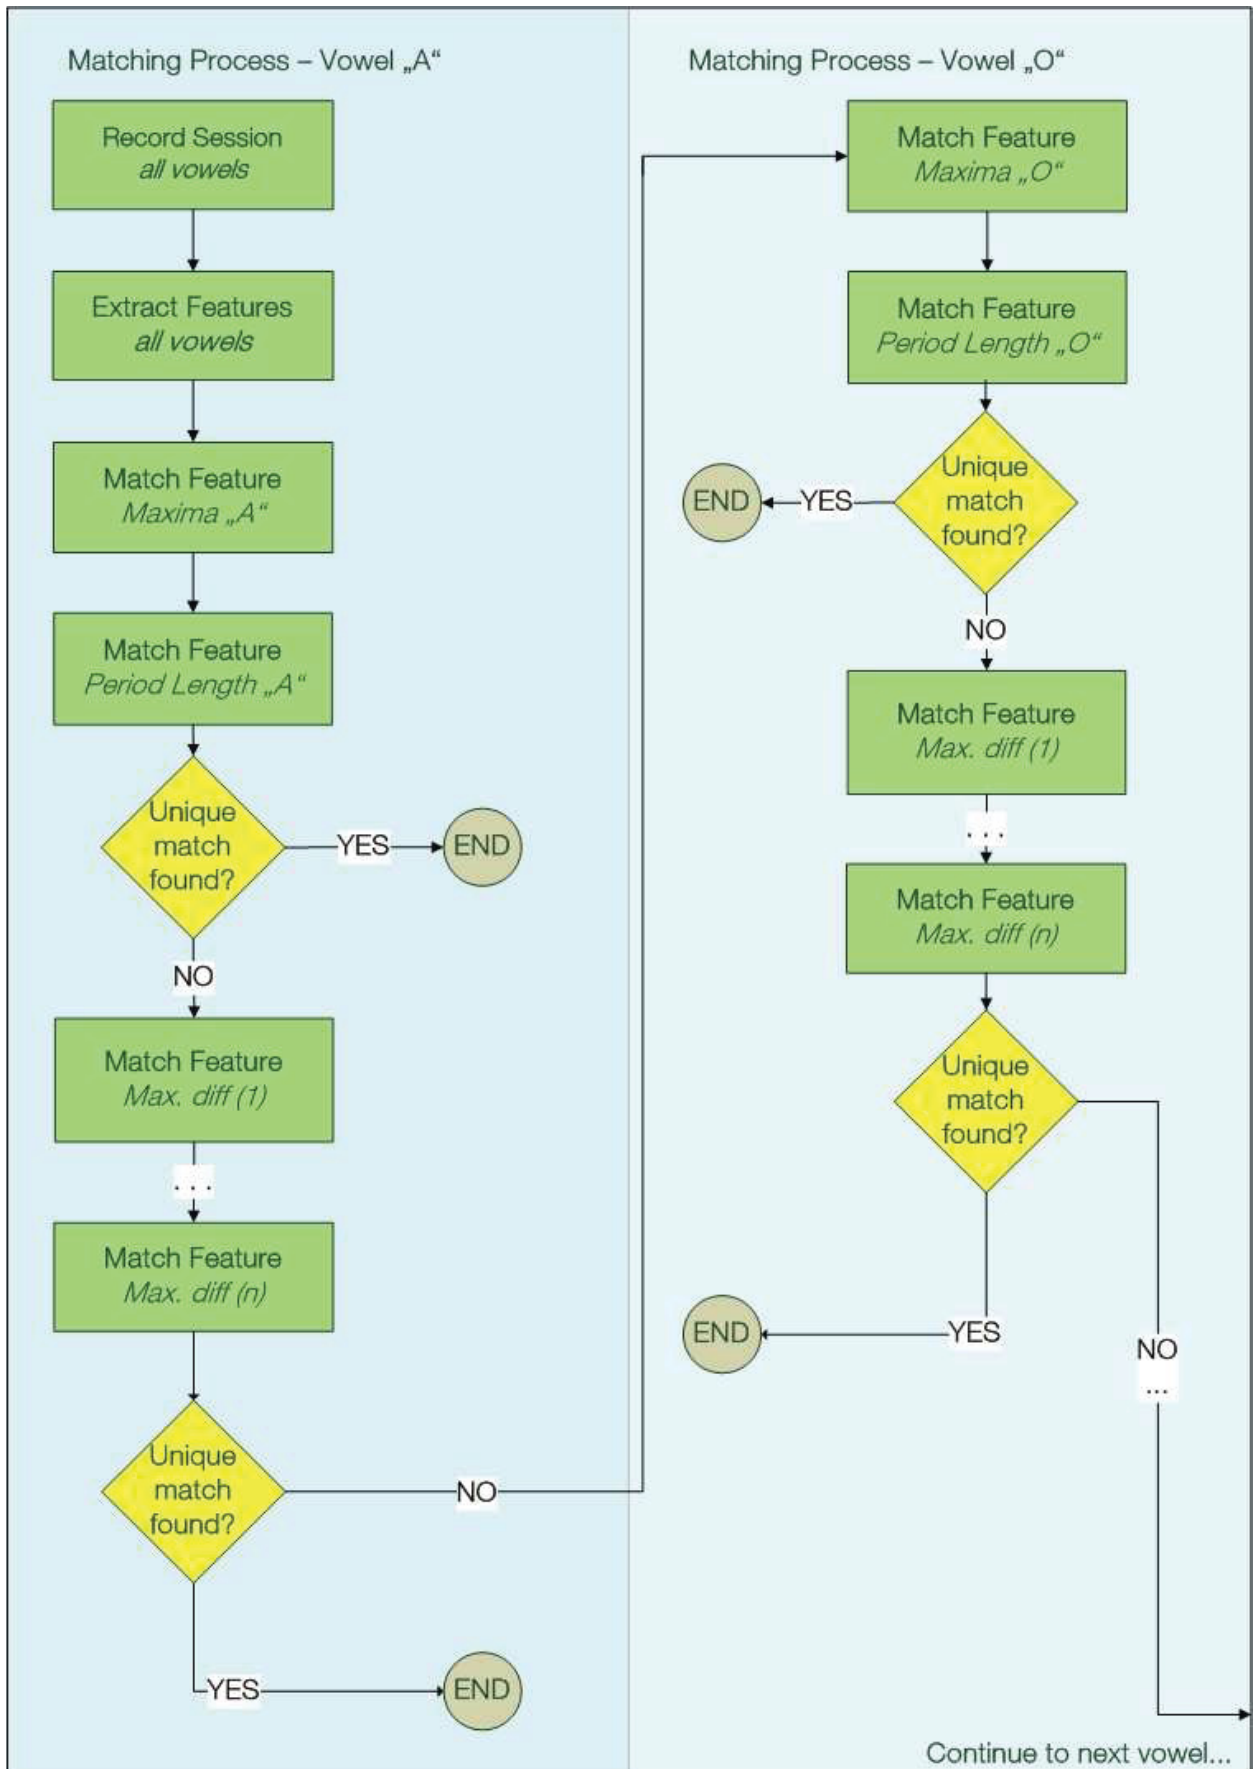 Matching Process – Vowel „A“
Record Session
all vowels
Extract Features
all vowels
Match Feature
Maxima „A“
Match Feature
Period Length „A“
Unique
match
found?
YES
END
NO
Match Feature
Max. diff (1)
. . .
Match Feature
Max. diff (n)
Unique
match
found?
NO
YES
END
Matching Process – Vowel „O“
Match Feature
Maxima „O“
Match Feature
Period Length „O“
Unique
match
found?
YES
END
NO
Match Feature
Max. diff (1)
. . .
Match Feature
Max. diff (n)
Unique
match
found?
YES
END
NO
...
Continue to next vowel...